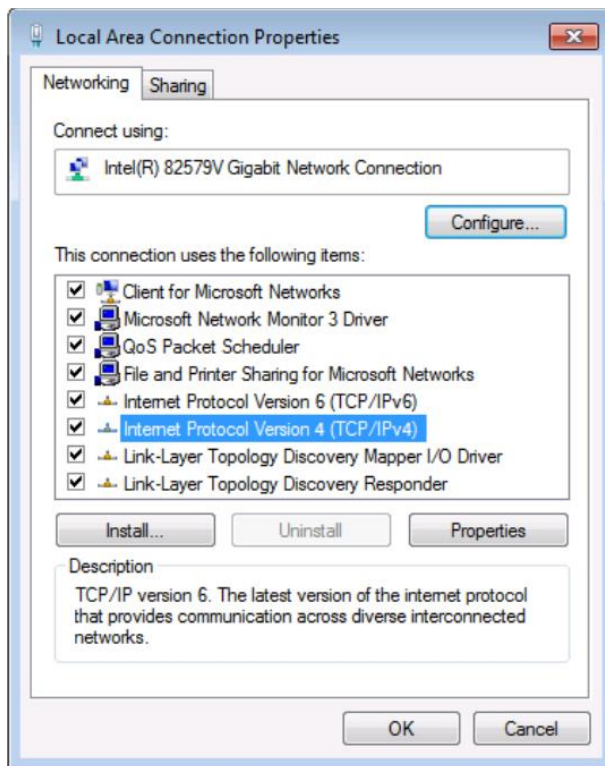 Local Area Connection Properties
Networking
Sharing
Connect using:
Intel(R) 82579V Gigabit Network Connection
Configure...
This connection uses the following items:
Client for Microsoft Networks
Microsoft Network Monitor 3 Driver
QoS Packet Scheduler
File and Printer Sharing for Microsoft Networks
Internet Protocol Version 6 (TCP/IPv6)
Internet Protocol Version 4 (TCP/IPv4)
Link-Layer Topology Discovery Mapper I/O Driver
Link-Layer Topology Discovery Responder
Install...
Uninstall
Properties
Description
TCP/IP version 6. The latest version of the internet protocol
that provides communication across diverse interconnected
networks.
OK
Cancel